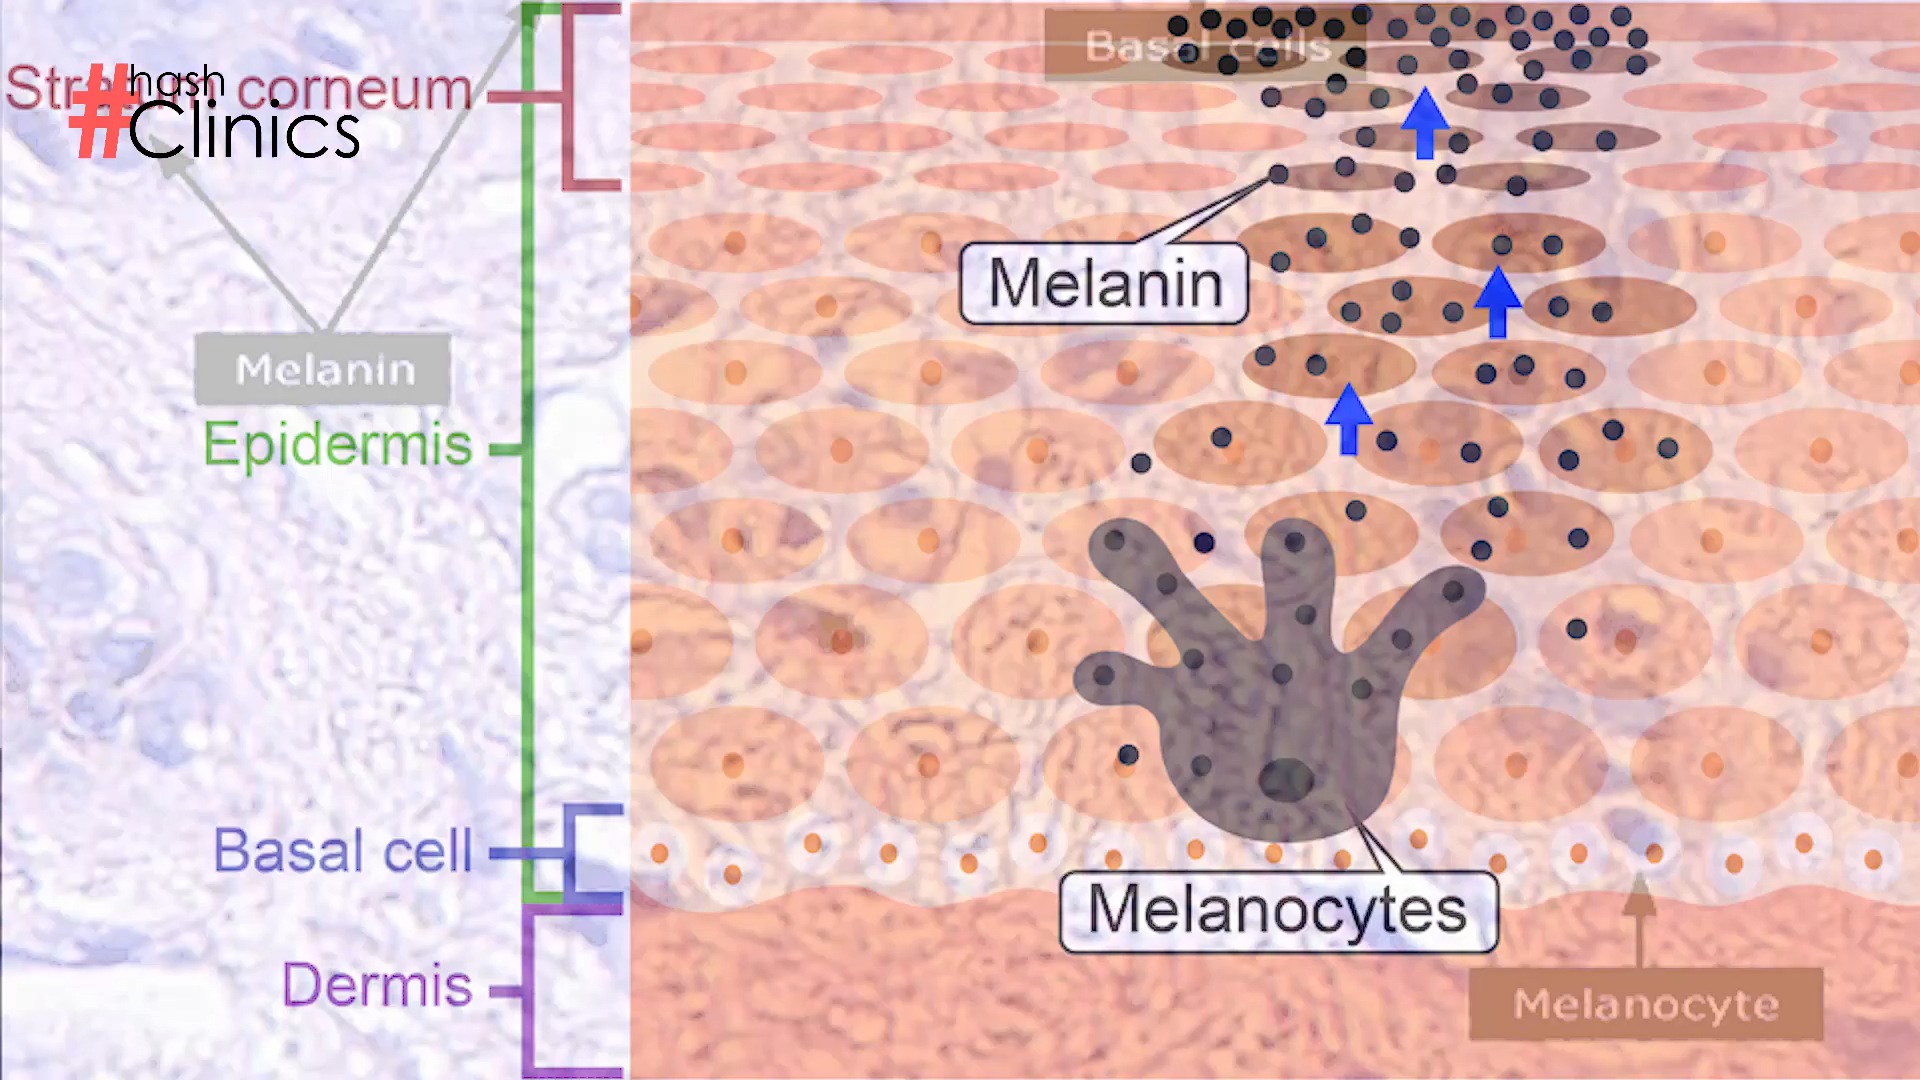 Basal cells
Stratum corneum
#hash
Clinics
Melanin
Melanin
Epidermis
Basal cell
Melanocytes
Dermis
Melanocyte